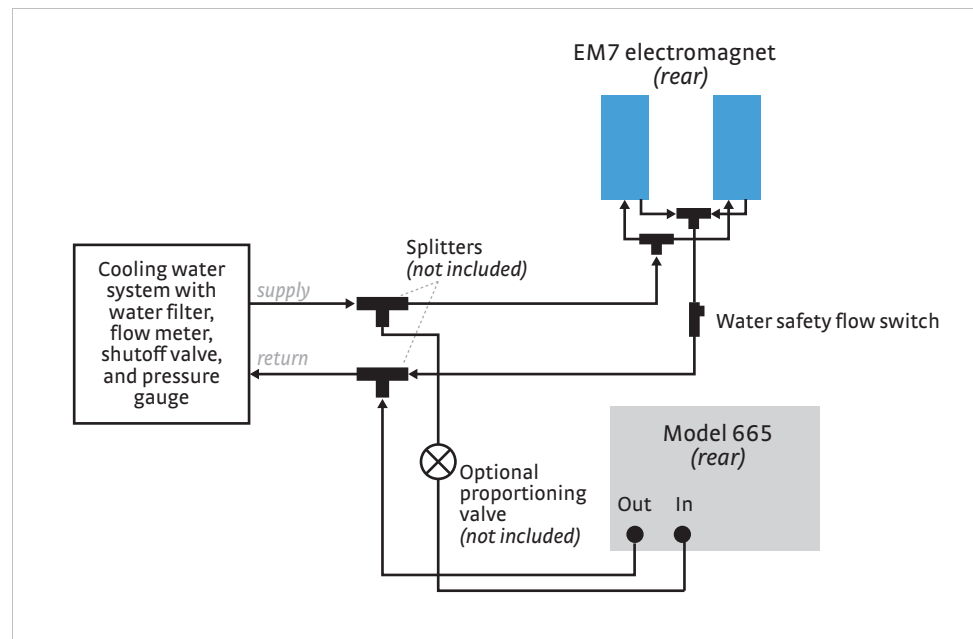 EM7 electromagnet
(rear)
Splitters
(not included)
Cooling water
system with
water filter,
flow meter,
shutoff valve,
and pressure
gauge
supply
return
Water safety flow switch
Model 665
(rear)
Optional
proportioning
valve
(not included)
Out In